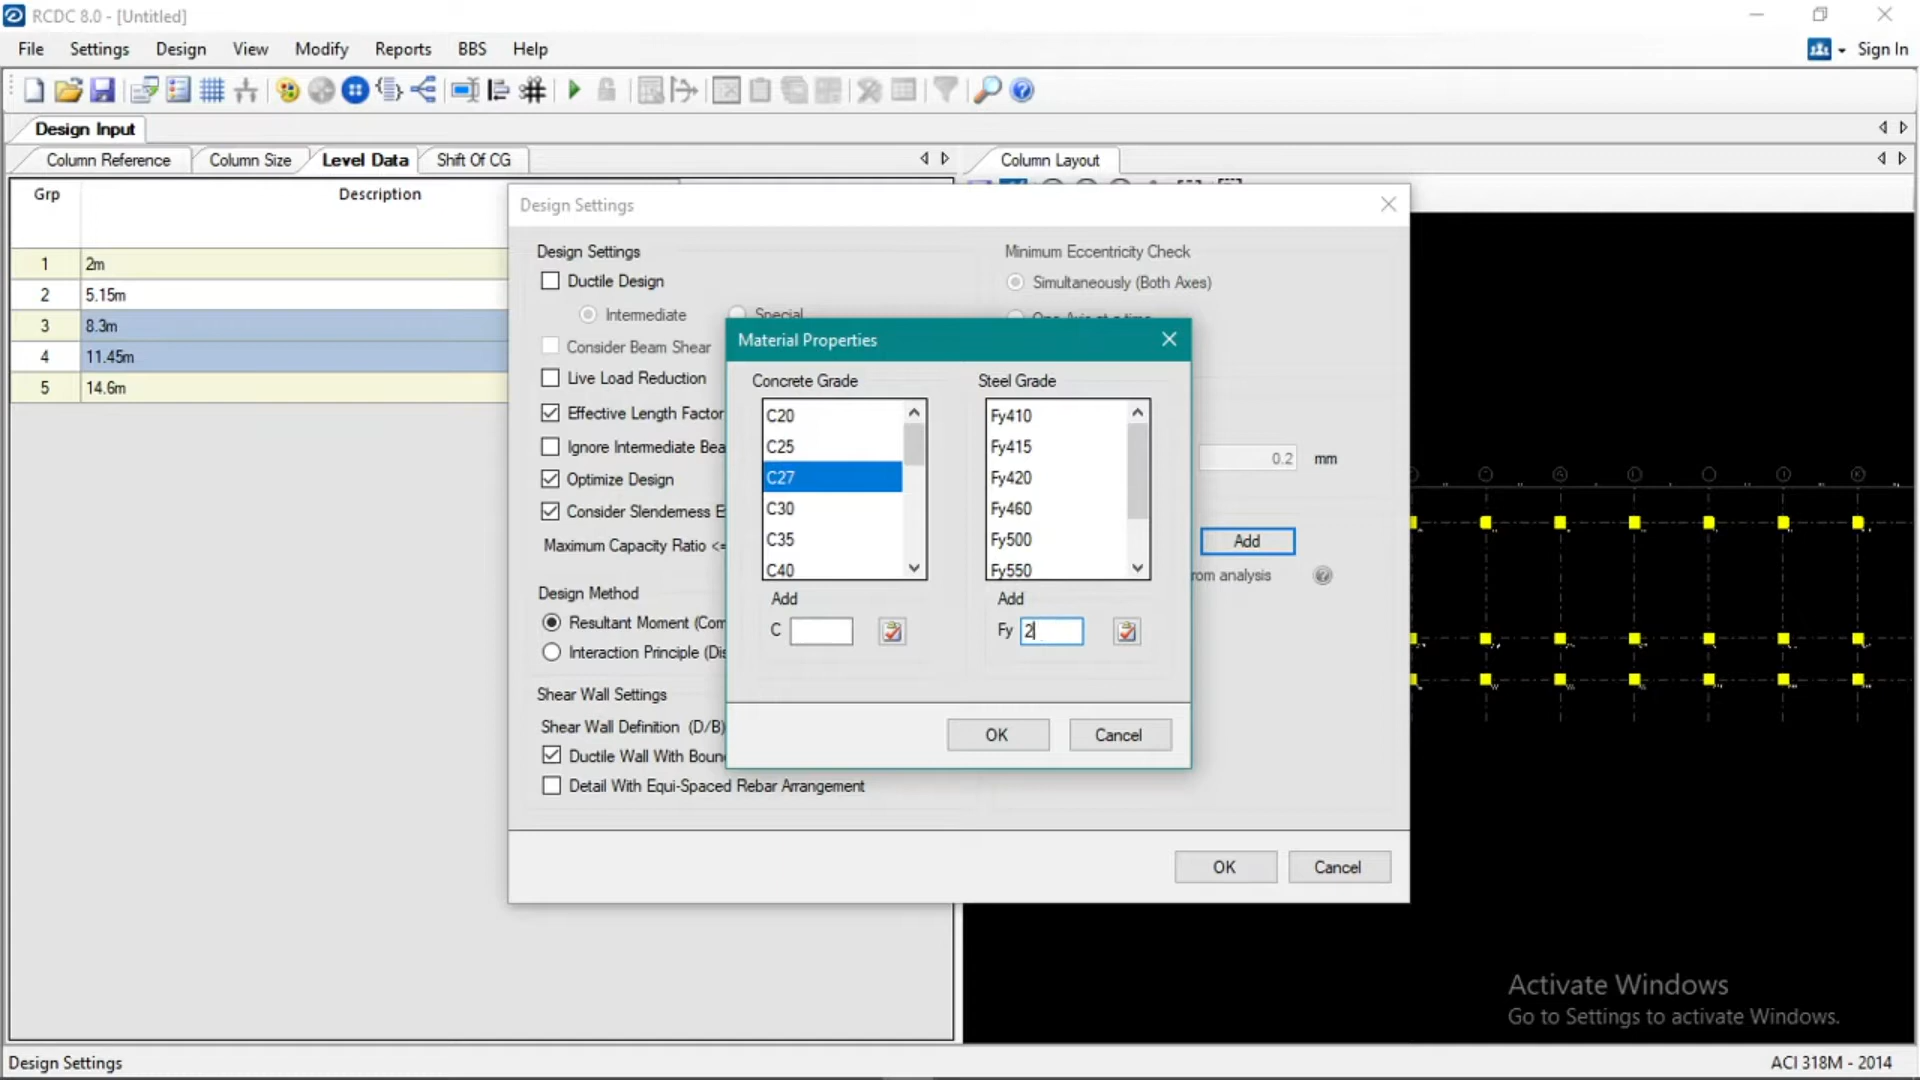 RCDC 8.0 - [Untitled]
File Settings Design View Modify Reports BBS Help
Sign In
Design Input
Column Reference Column Size Level Data Shift Of CG
Column Layout
Grp Description
1 2m
2 5.15m
3 8.3m
4 11.45m
5 14.6m
Design Settings
Design Settings
Ductile Design
Intermediate Special
Consider Beam Shear
Live Load Reduction
Effective Length Factor
Ignore Intermediate Bea
Optimize Design
Consider Slenderness E
Maximum Capacity Ratio <=
Design Method
Resultant Moment (Com
Interaction Principle (Dis
Shear Wall Settings
Shear Wall Definition (D/B)
Ductile Wall With Boun
Detail With Equi-Spaced Rebar Arrangement
Minimum Eccentricity Check
Simultaneously (Both Axes)
One Axis at a time
0.2 mm
Add
rom analysis
OK Cancel
Material Properties
Concrete Grade Steel Grade
C20 Fy410
C25 Fy415
C27 Fy420
C30 Fy460
C35 Fy500
C40 Fy550
Add Add
C Fy 2
OK Cancel
Activate Windows
Go to Settings to activate Windows.
Design Settings
ACI 318M - 2014